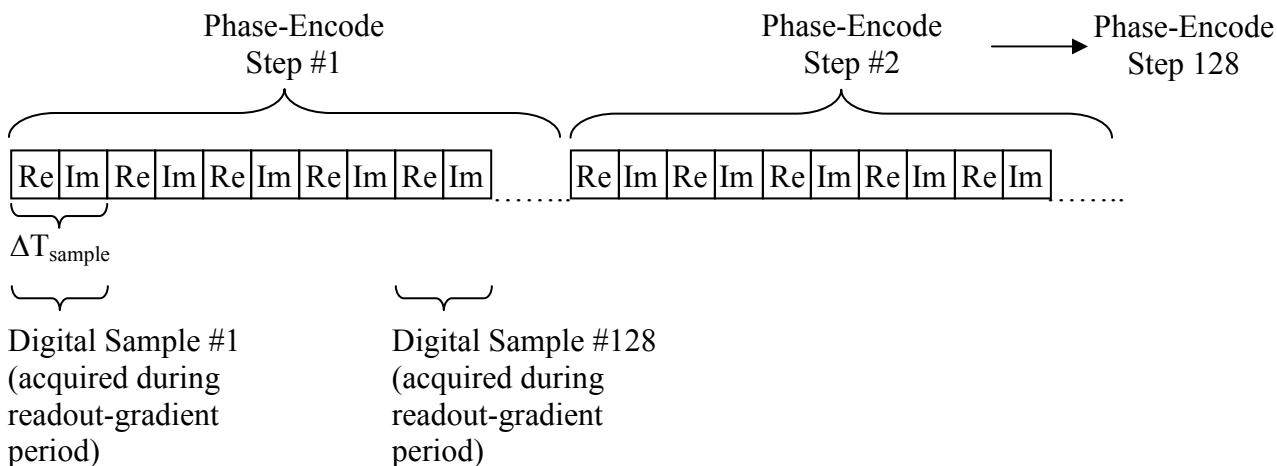 Phase-Encode
Step #1
Phase-Encode
Step #2
Phase-Encode
Step 128
Re Im Re Im Re Im Re Im Re Im ........ Re Im Re Im Re Im Re Im Re Im .......
ΔTsample
Digital Sample #1
(acquired during
readout-gradient
period)
Digital Sample #128
(acquired during
readout-gradient
period)